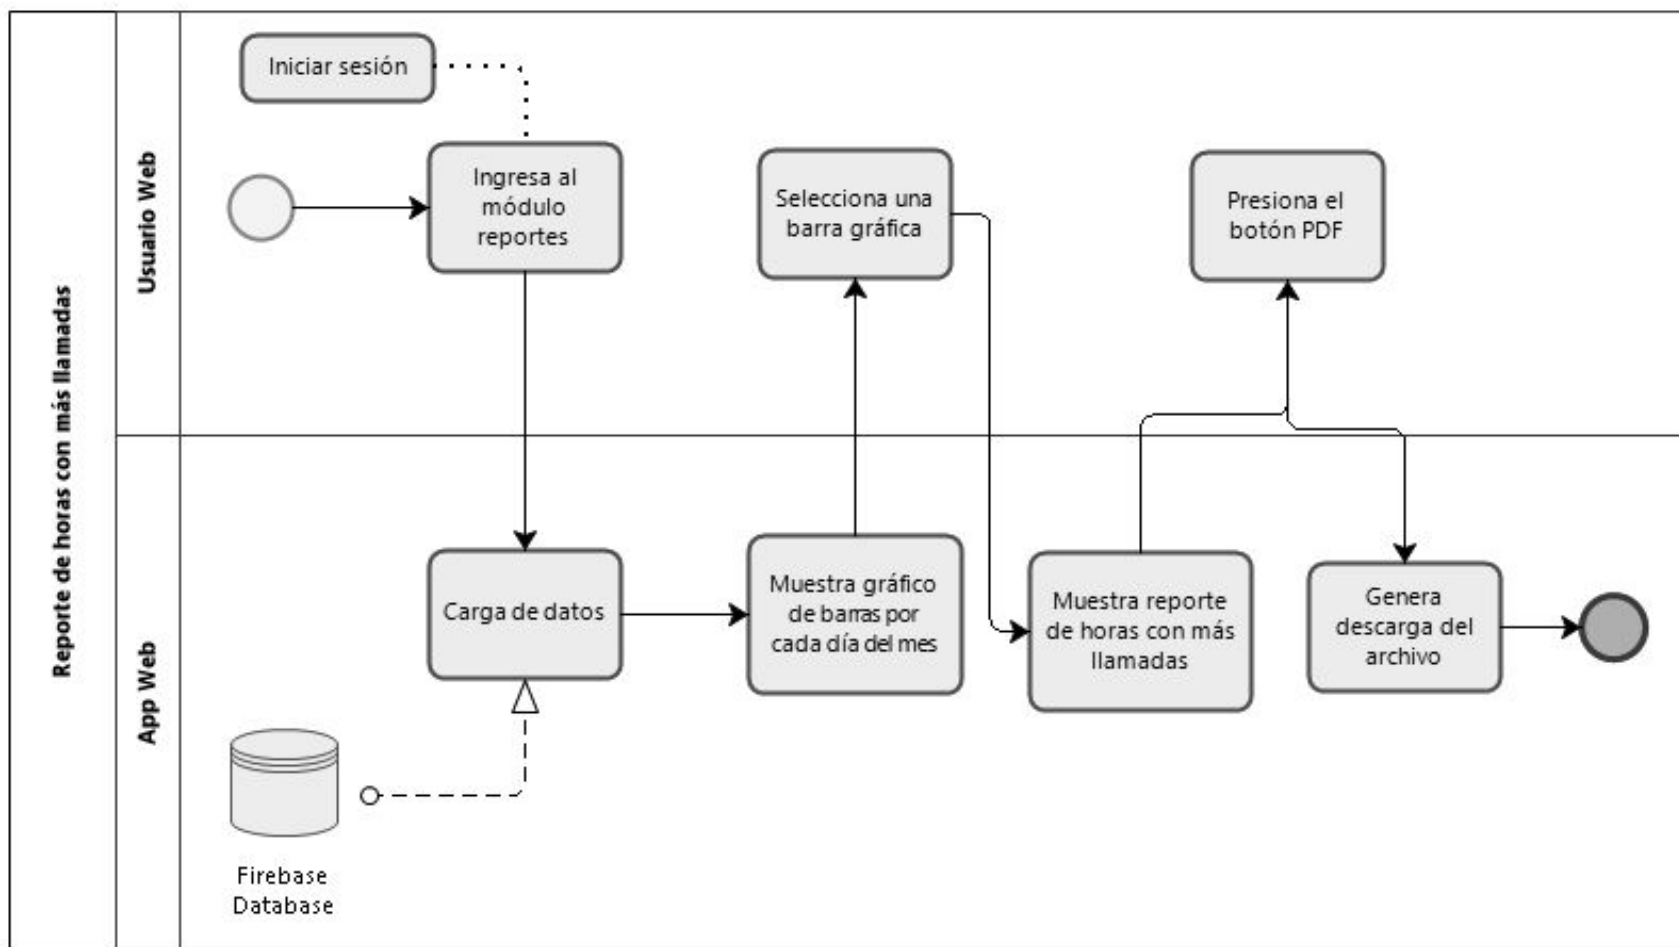 Reporte de horas con más llamadas
Usuario Web
Iniciar sesión
Ingresa al
módulo
reportes
Selecciona una
barra gráfica
Presiona el
botón PDF
App Web
Carga de datos
Muestra gráfico
de barras por
cada día del mes
Muestra reporte
de horas con más
llamadas
Genera
descarga del
archivo
Firebase
Database